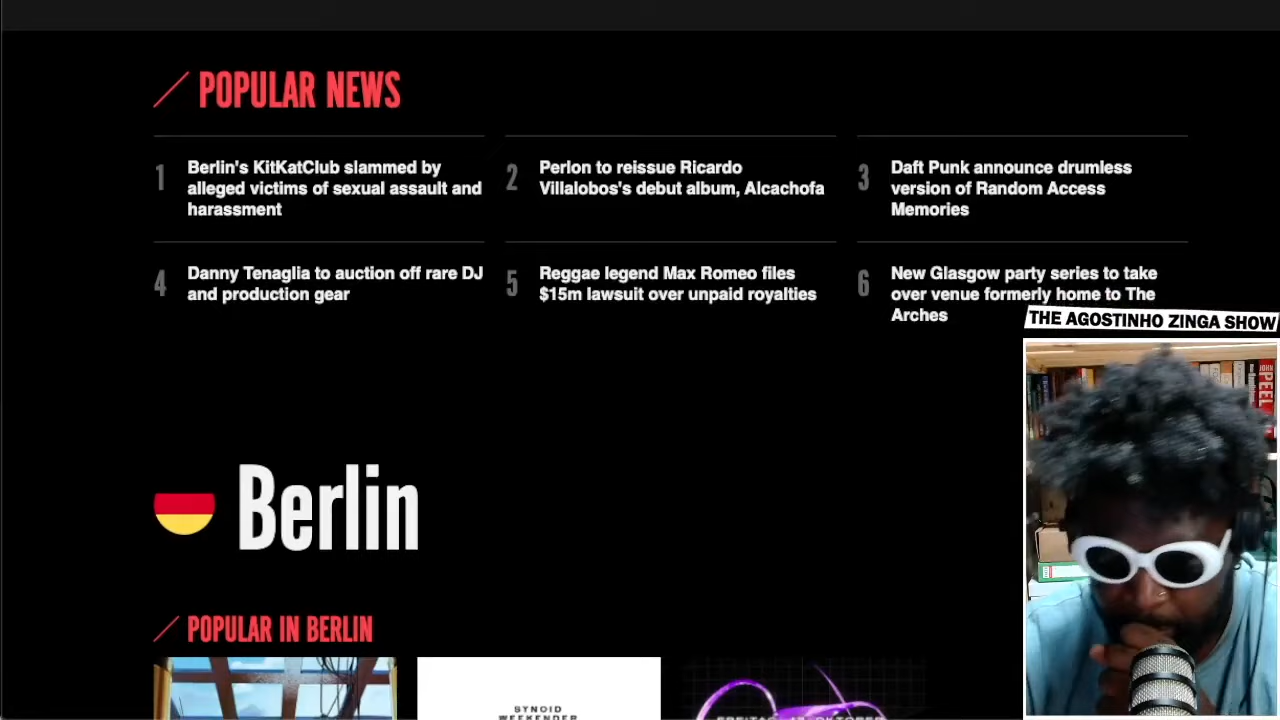 POPULAR NEWS
1
Berlin's KitKatClub slammed by
alleged victims of sexual assault and
harassment
2
Perlon to reissue Ricardo
Villalobos's debut album, Alcachofa
3
Daft Punk announce drumless
version of Random Access
Memories
4
Danny Tenaglia to auction off rare DJ
and production gear
5
Reggae legend Max Romeo files
$15m lawsuit over unpaid royalties
6
New Glasgow party series to take
over venue formerly home to The
Arches
THE AGOSTINHO ZINGA SHOW
JOHN
PEEL
Berlin
POPULAR IN BERLIN
SYNOID
WEEKENDER